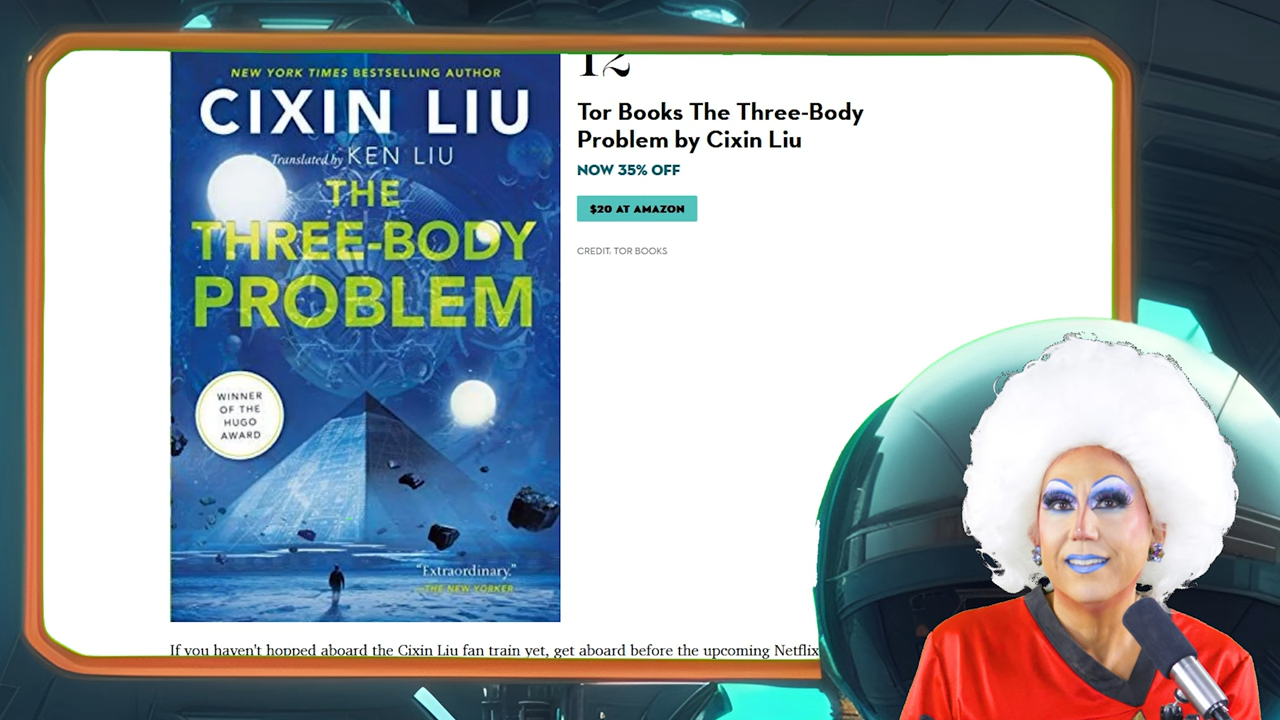 NEW YORK TIMES BESTSELLING AUTHOR
CIXIN LIU
Translated by KEN LIU
THE
THREE-BODY
PROBLEM
WINNER
OF THE
HUGO
AWARD
"Extraordinary."
—THE NEW YORKER
12
Tor Books The Three-Body
Problem by Cixin Liu
NOW 35% OFF
$20 AT AMAZON
CREDIT: TOR BOOKS
If you haven't hopped aboard the Cixin Liu fan train yet, get aboard before the upcoming Netflix